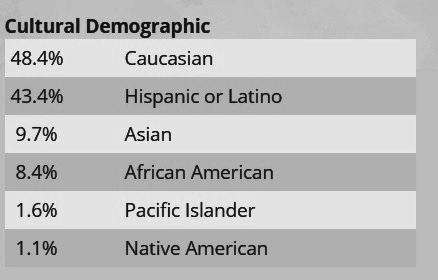 Cultural Demographic
48.4% Caucasian
43.4% Hispanic or Latino
9.7% Asian
8.4% African American
1.6% Pacific Islander
1.1% Native American